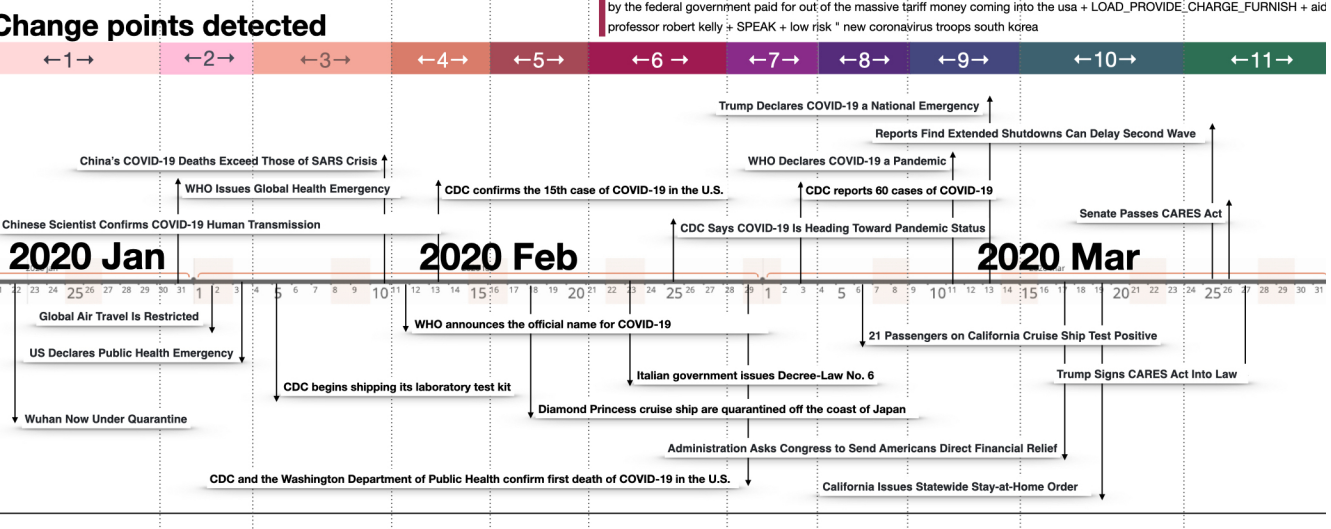 by the federal government paid for out of the massive tariff money coming into the usa + LOAD_PROVIDE_CHARGE_FURNISH + aid
professor robert kelly + SPEAK + low risk " new coronavirus troops south korea
Change points detected
←1→ ←2→ ←3→ ←4→ ←5→ ←6→ ←7→ ←8→ ←9→ ←10→ ←11→
Trump Declares COVID-19 a National Emergency
Reports Find Extended Shutdowns Can Delay Second Wave
China's COVID-19 Deaths Exceed Those of SARS Crisis
WHO Declares COVID-19 a Pandemic
WHO Issues Global Health Emergency
CDC confirms the 15th case of COVID-19 in the U.S.
CDC reports 60 cases of COVID-19
Senate Passes CARES Act
Chinese Scientist Confirms COVID-19 Human Transmission
CDC Says COVID-19 Is Heading Toward Pandemic Status
2020 Jan 2020 Feb 2020 Mar
22 23 24 25 26 27 28 29 30 31 1 2 3 4 5 6 7 8 9 10 11 12 13 14 15 16 17 18 19 20 21 22 23 24 25 26 27 28 29 1 2 3 4 5 6 7 8 9 10 11 12 13 14 15 16 17 18 19 20 21 22 23 24 25 26 27 28 29 30 31
Global Air Travel Is Restricted
WHO announces the official name for COVID-19
21 Passengers on California Cruise Ship Test Positive
US Declares Public Health Emergency
Italian government issues Decree-Law No. 6
Trump Signs CARES Act Into Law
CDC begins shipping its laboratory test kit
Diamond Princess cruise ship are quarantined off the coast of Japan
Wuhan Now Under Quarantine
Administration Asks Congress to Send Americans Direct Financial Relief
CDC and the Washington Department of Public Health confirm first death of COVID-19 in the U.S.
California Issues Statewide Stay-at-Home Order